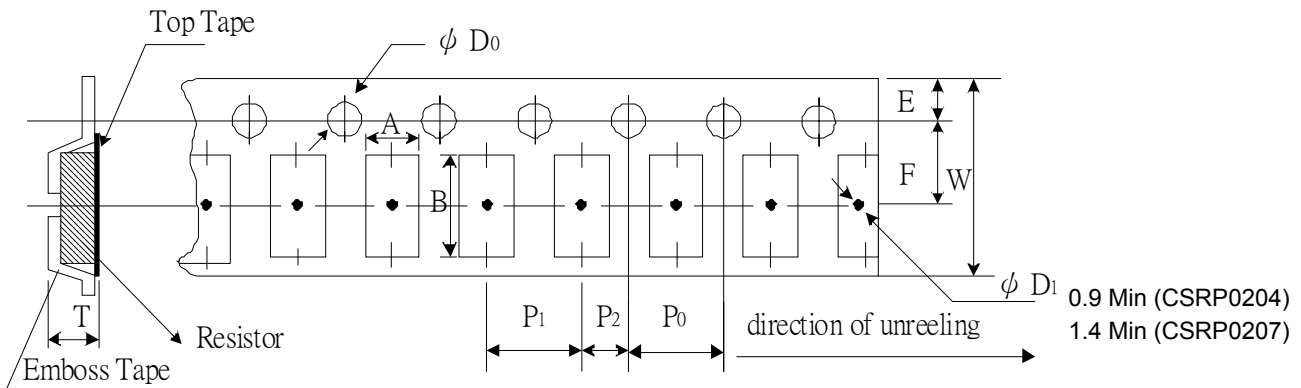 Top Tape
ϕ D0
E
A
F
W
B
T
ϕ D1 0.9 Min (CSRP0204)
1.4 Min (CSRP0207)
P1 P2 P0
direction of unreeling
Resistor
Emboss Tape